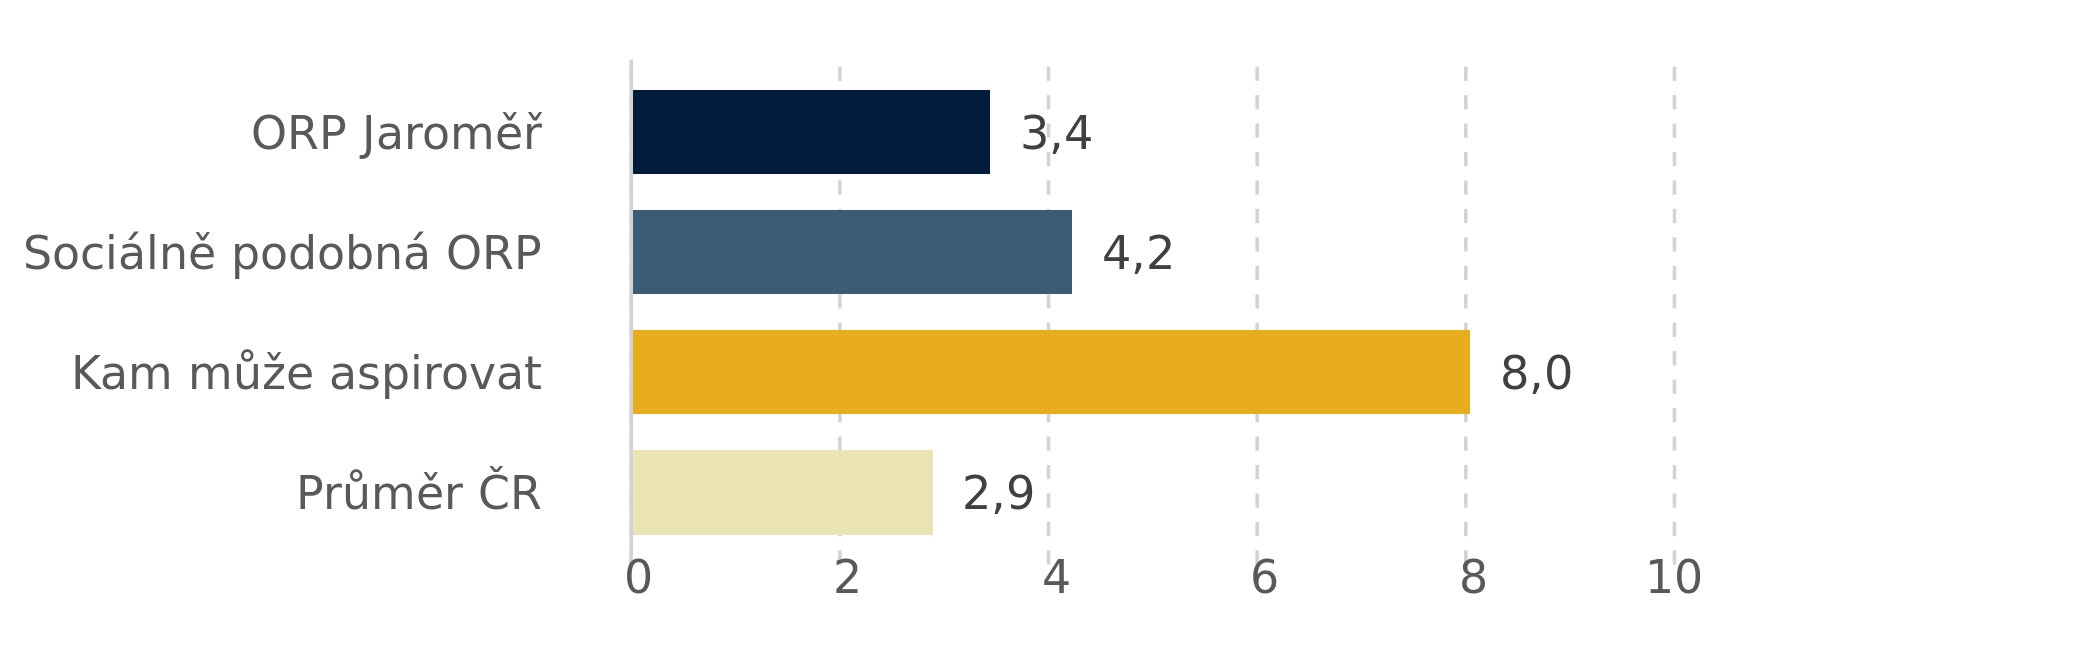 ORP Jaroměř
3,4
Sociálně podobná ORP
4,2
Kam může aspirovat
8,0
Průměr ČR
2,9
0 2 4 6 8 10